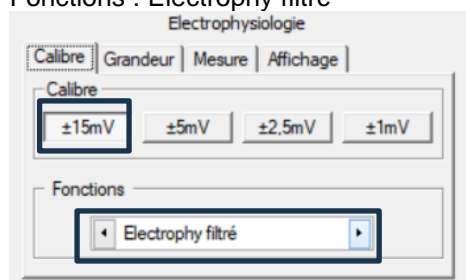 Fonctions : Electrophy filtré
Electrophysiologie
Calibre Grandeur Mesure Affichage
Calibre
±15mV ±5mV ±2,5mV ±1mV
Fonctions
Electrophy filtré